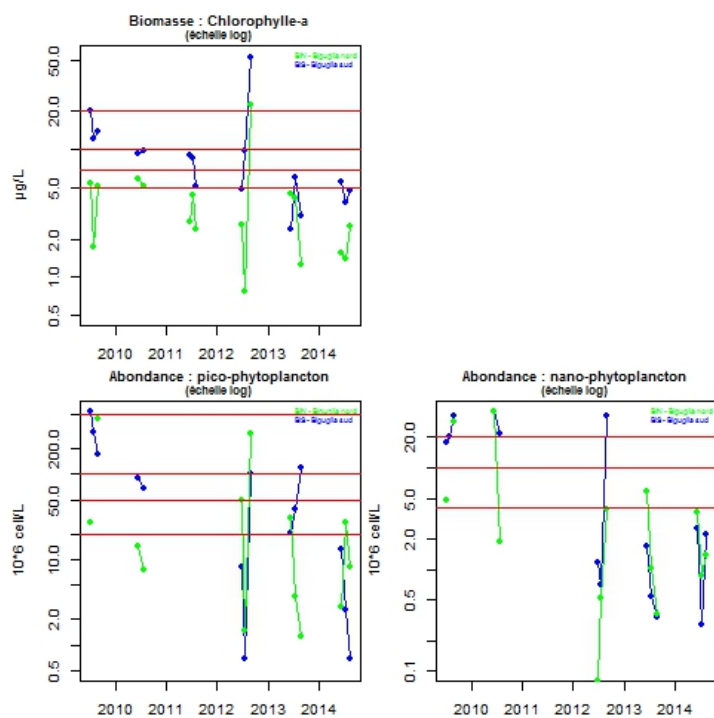 Biomasse : Chlorophylle-a
(échelle log)
BN - Biguglia nord
BS - Biguglia sud
µg/L
50.0
20.0
5.0
2.0
1.0
0.5
2010 2011 2012 2013 2014
Abondance : pico-phytoplancton
(échelle log)
BN - Biguglia nord
BS - Biguglia sud
10^6 cell/L
200.0
50.0
10.0
2.0
0.5
2010 2011 2012 2013 2014
Abondance : nano-phytoplancton
(échelle log)
BN - Biguglia nord
BS - Biguglia sud
10^6 cell/L
20.0
5.0
2.0
0.5
0.1
2010 2011 2012 2013 2014